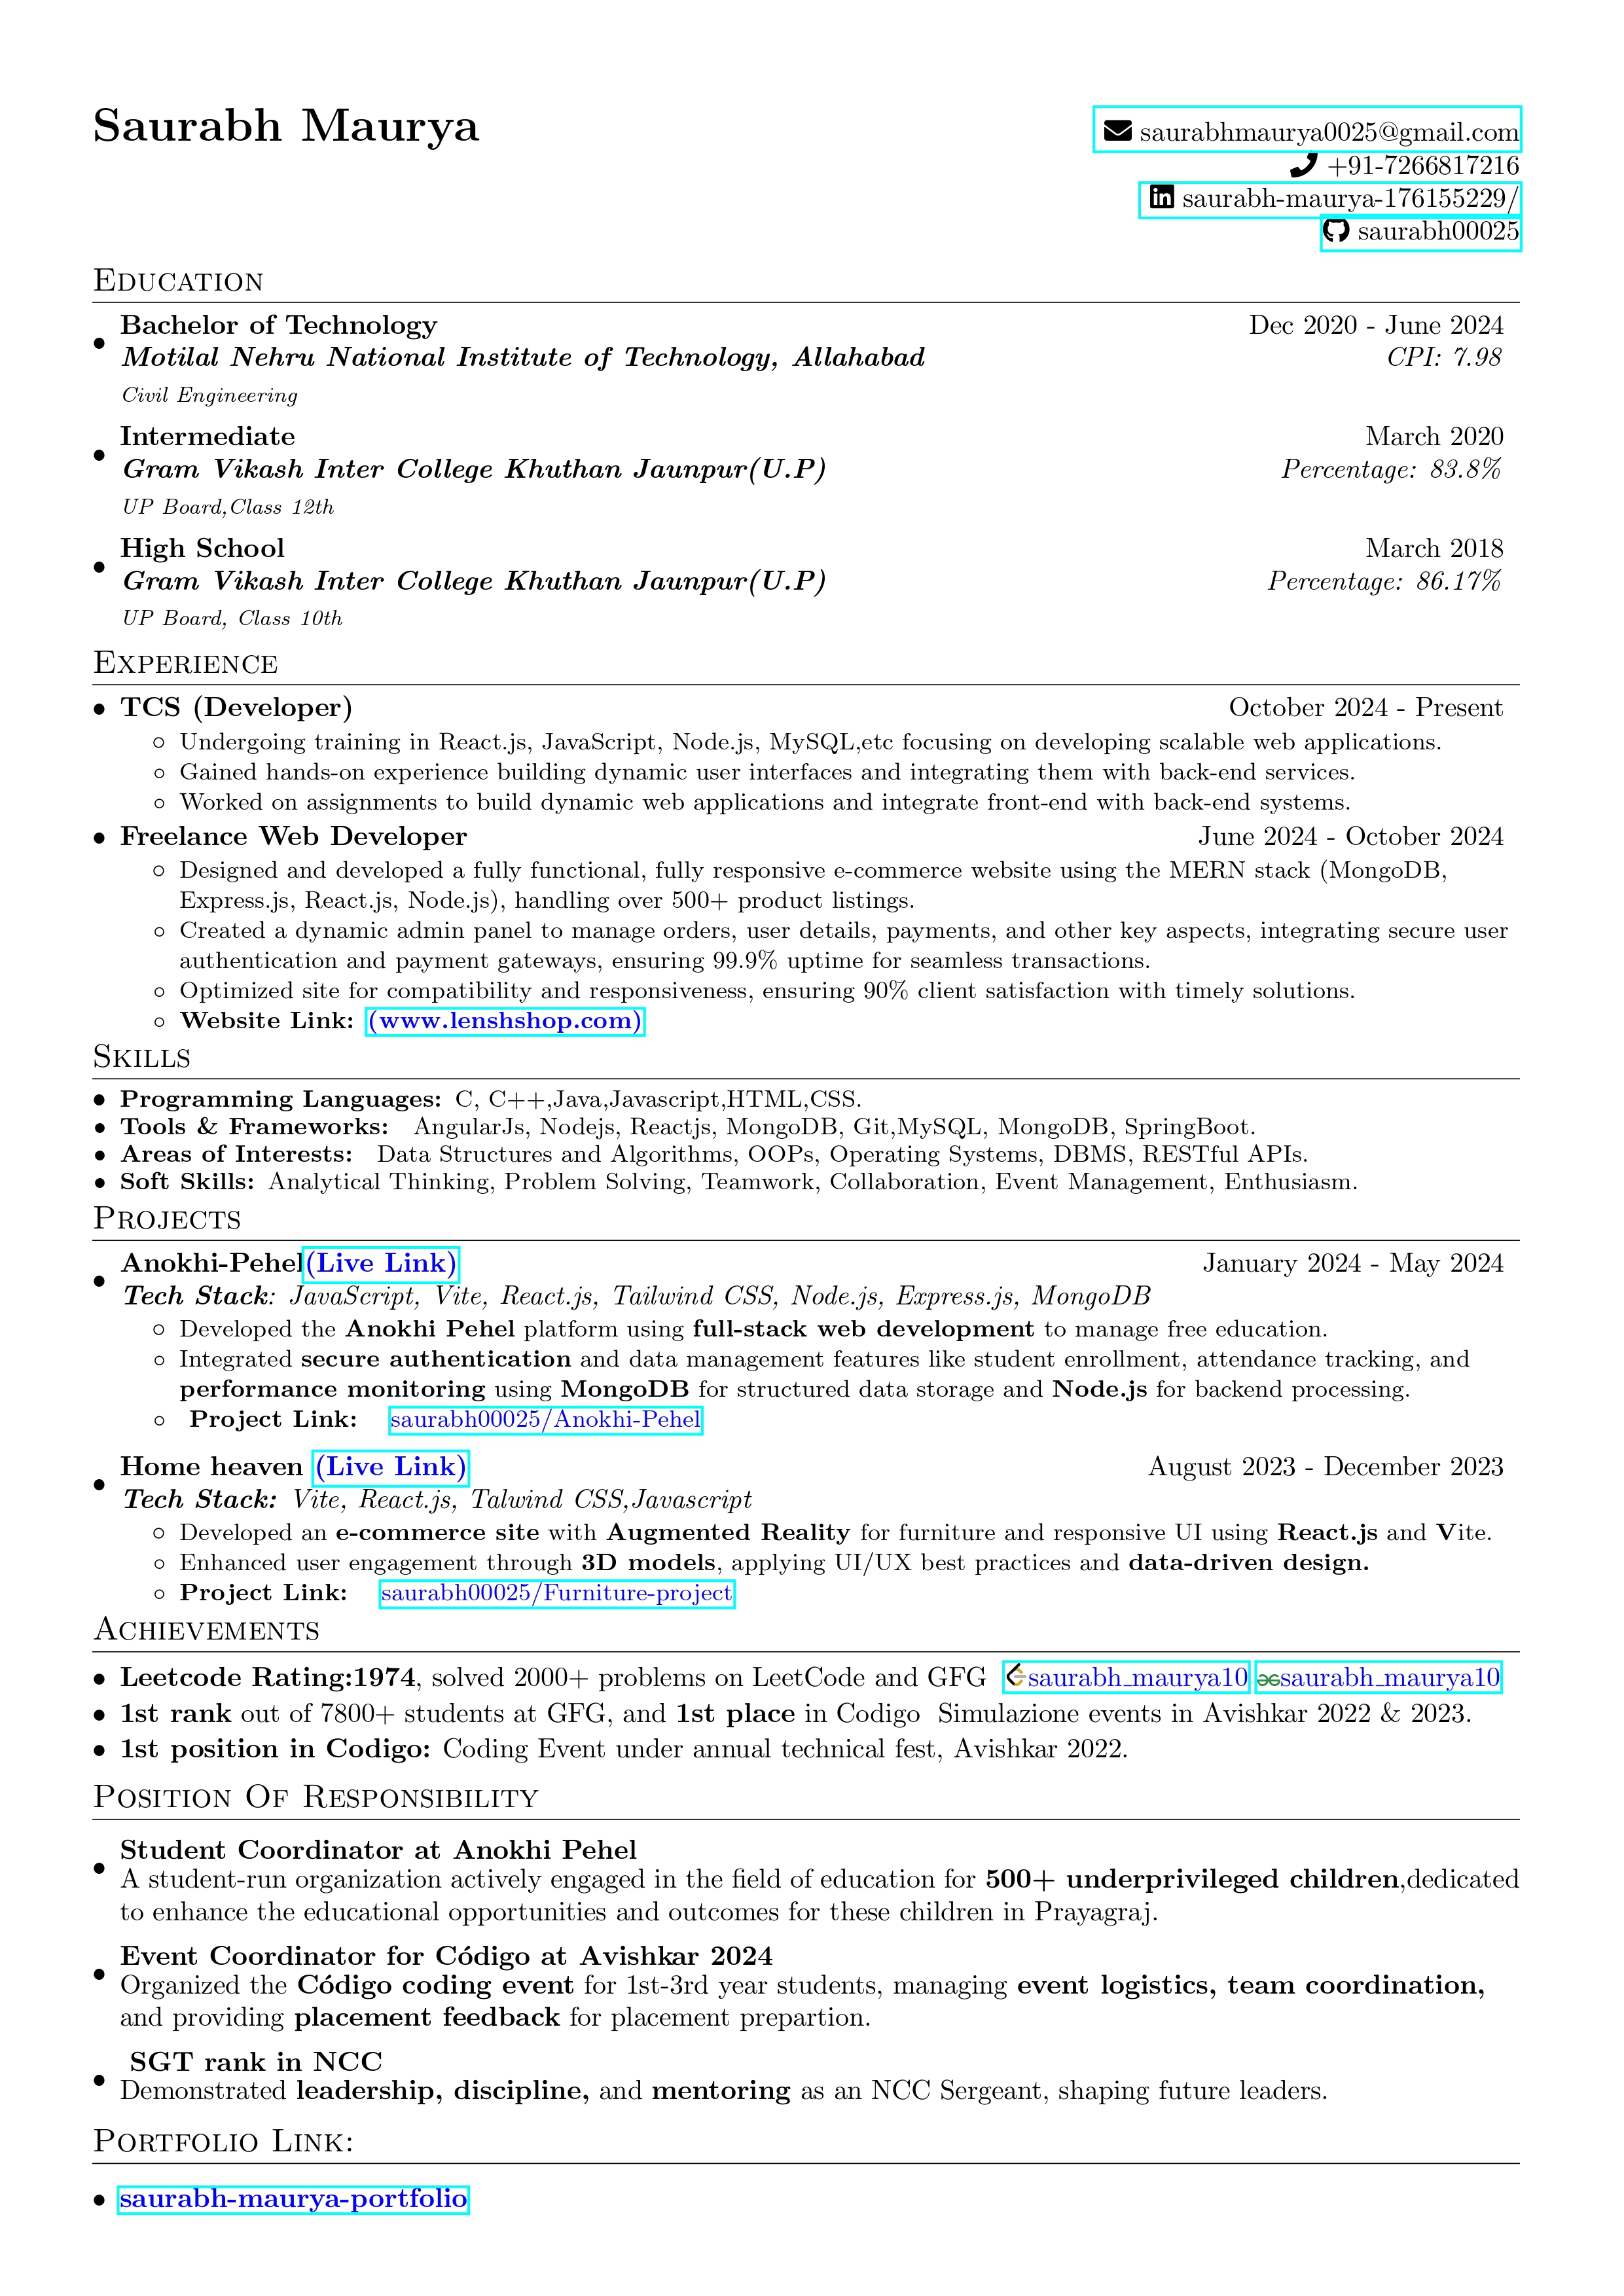 Saurabh Maurya
saurabhmaurya0025@gmail.com
+91-7266817216
saurabh-maurya-176155229/
saurabh00025
Education
Bachelor of Technology Dec 2020 - June 2024
Motilal Nehru National Institute of Technology, Allahabad CPI: 7.98
Civil Engineering
Intermediate March 2020
Gram Vikash Inter College Khuthan Jaunpur(U.P) Percentage: 83.8%
UP Board,Class 12th
High School March 2018
Gram Vikash Inter College Khuthan Jaunpur(U.P) Percentage: 86.17%
UP Board, Class 10th
Experience
TCS (Developer) October 2024 - Present
Undergoing training in React.js, JavaScript, Node.js, MySQL,etc focusing on developing scalable web applications.
Gained hands-on experience building dynamic user interfaces and integrating them with back-end services.
Worked on assignments to build dynamic web applications and integrate front-end with back-end systems.
Freelance Web Developer June 2024 - October 2024
Designed and developed a fully functional, fully responsive e-commerce website using the MERN stack (MongoDB,
Express.js, React.js, Node.js), handling over 500+ product listings.
Created a dynamic admin panel to manage orders, user details, payments, and other key aspects, integrating secure user
authentication and payment gateways, ensuring 99.9% uptime for seamless transactions.
Optimized site for compatibility and responsiveness, ensuring 90% client satisfaction with timely solutions.
Website Link: (www.lenshshop.com)
Skills
Programming Languages: C, C++,Java,Javascript,HTML,CSS.
Tools & Frameworks: AngularJs, Nodejs, Reactjs, MongoDB, Git,MySQL, MongoDB, SpringBoot.
Areas of Interests: Data Structures and Algorithms, OOPs, Operating Systems, DBMS, RESTful APIs.
Soft Skills: Analytical Thinking, Problem Solving, Teamwork, Collaboration, Event Management, Enthusiasm.
Projects
Anokhi-Pehel(Live Link) January 2024 - May 2024
Tech Stack: JavaScript, Vite, React.js, Tailwind CSS, Node.js, Express.js, MongoDB
Developed the Anokhi Pehel platform using full-stack web development to manage free education.
Integrated secure authentication and data management features like student enrollment, attendance tracking, and
performance monitoring using MongoDB for structured data storage and Node.js for backend processing.
Project Link: saurabh00025/Anokhi-Pehel
Home heaven (Live Link) August 2023 - December 2023
Tech Stack: Vite, React.js, Talwind CSS,Javascript
Developed an e-commerce site with Augmented Reality for furniture and responsive UI using React.js and Vite.
Enhanced user engagement through 3D models, applying UI/UX best practices and data-driven design.
Project Link: saurabh00025/Furniture-project
Achievements
Leetcode Rating:1974, solved 2000+ problems on LeetCode and GFG saurabh_maurya10 saurabh_maurya10
1st rank out of 7800+ students at GFG, and 1st place in Codigo Simulazione events in Avishkar 2022 & 2023.
1st position in Codigo: Coding Event under annual technical fest, Avishkar 2022.
Position Of Responsibility
Student Coordinator at Anokhi Pehel
A student-run organization actively engaged in the field of education for 500+ underprivileged children,dedicated
to enhance the educational opportunities and outcomes for these children in Prayagraj.
Event Coordinator for Código at Avishkar 2024
Organized the Código coding event for 1st-3rd year students, managing event logistics, team coordination,
and providing placement feedback for placement prepartion.
SGT rank in NCC
Demonstrated leadership, discipline, and mentoring as an NCC Sergeant, shaping future leaders.
Portfolio Link:
saurabh-maurya-portfolio